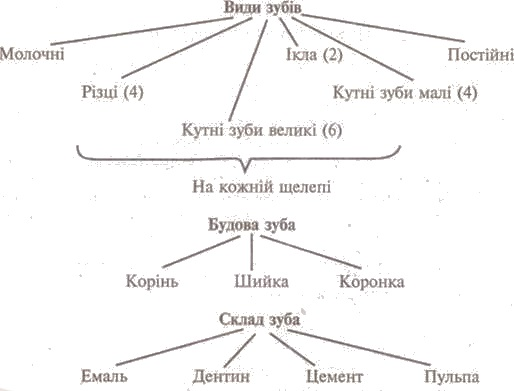 Види зубів
Молочні
Ікла (2)
Постійні
Різці (4)
Кутні зуби малі (4)
Кутні зуби великі (6)
На кожній щелепі
Будова зуба
Корінь Шийка Коронка
Склад зуба
Емаль Дентин Цемент Пульпа